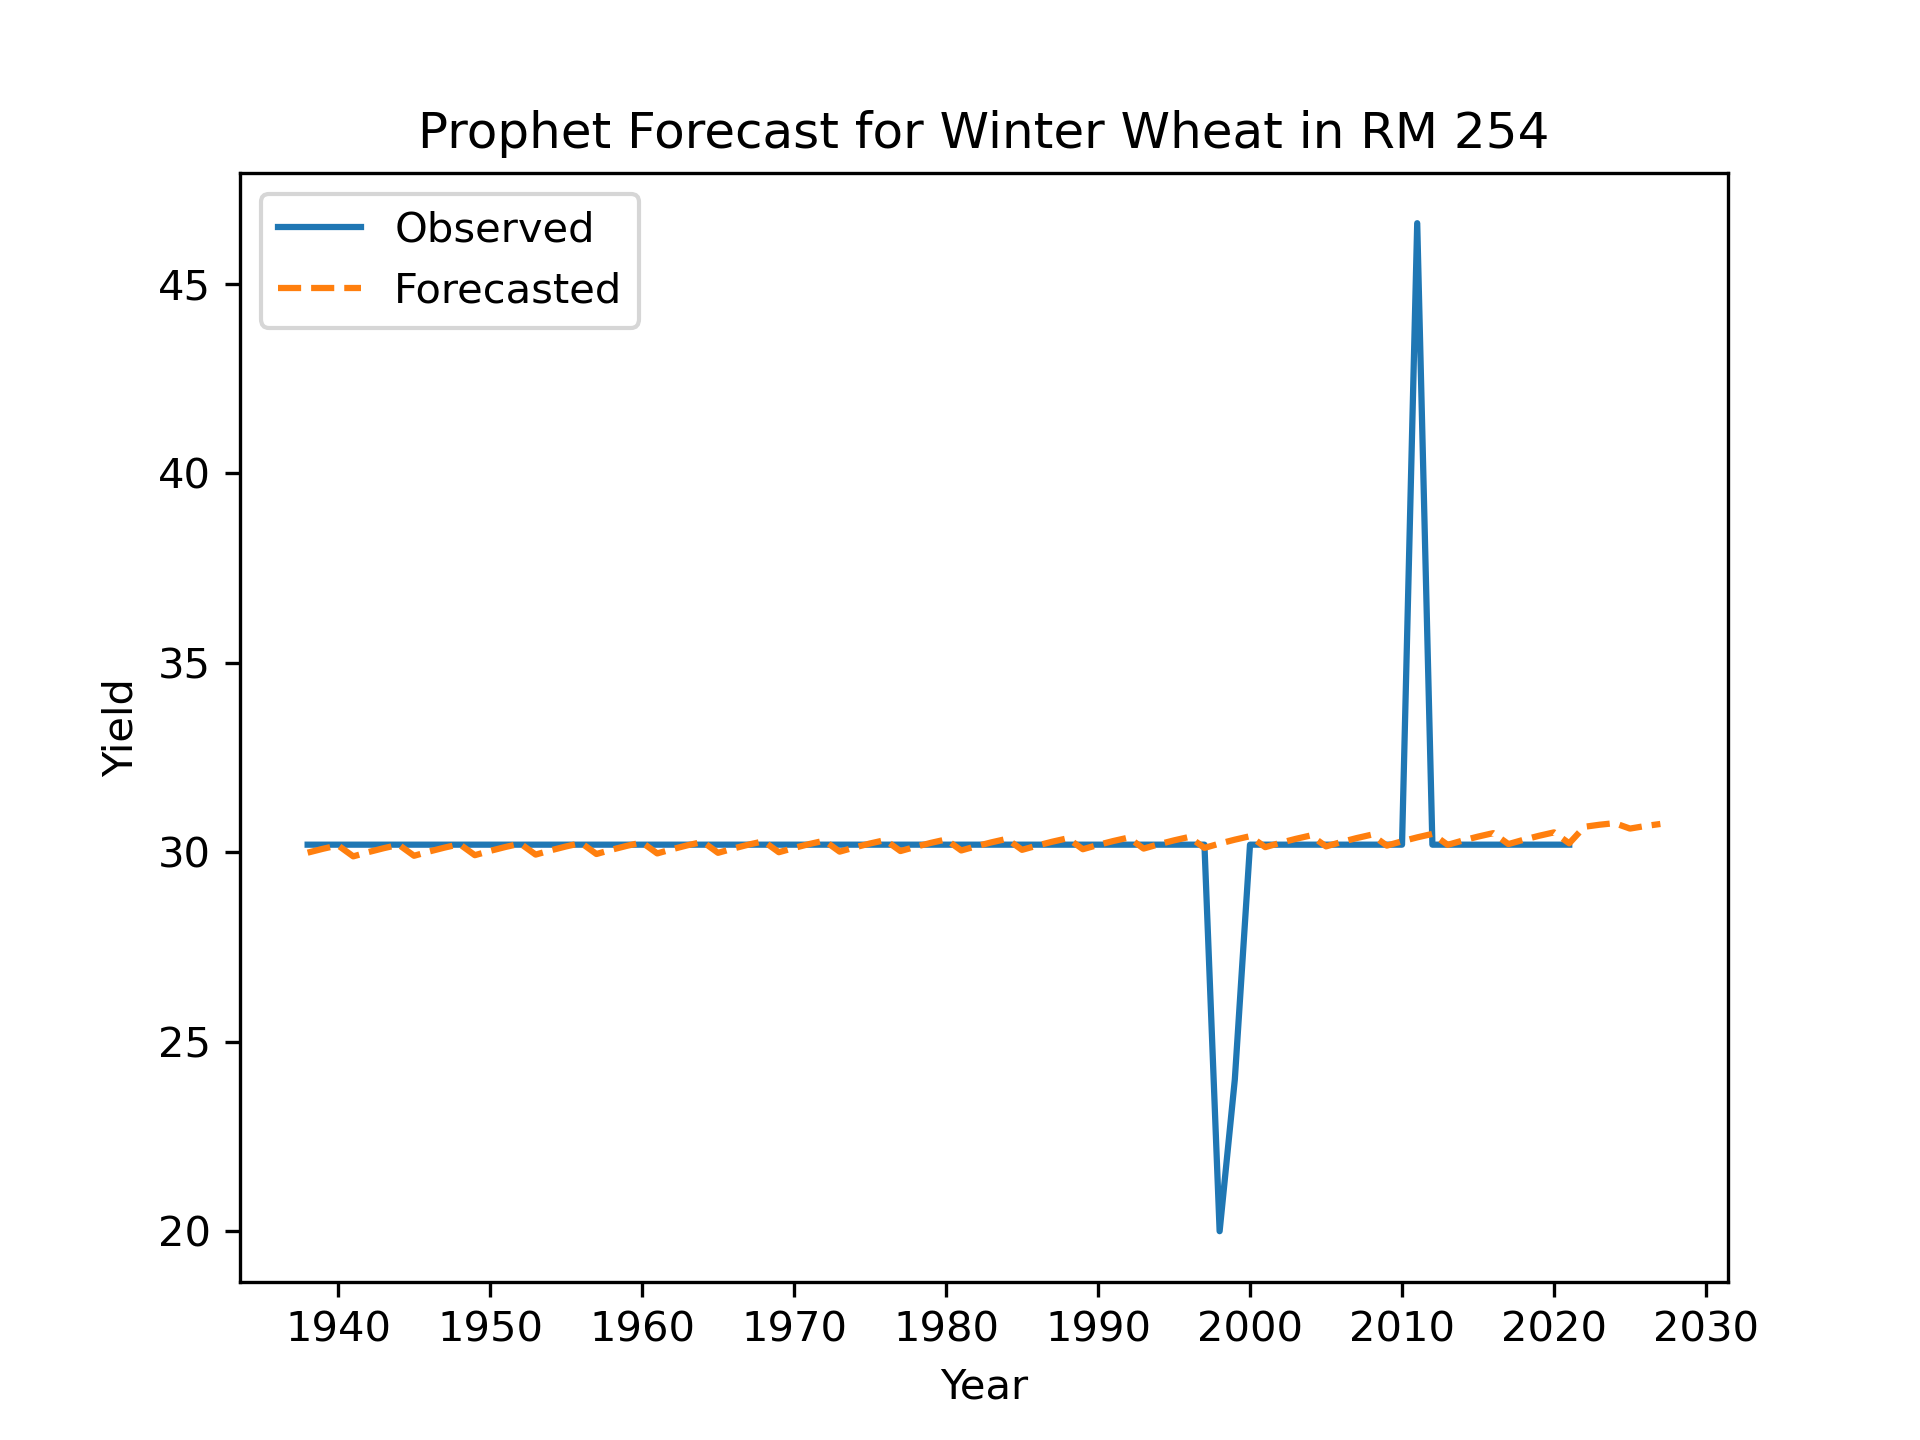 Prophet Forecast for Winter Wheat in RM 254
Observed
Forecasted
45
40
35
30
25
20
Yield
1940 1950 1960 1970 1980 1990 2000 2010 2020 2030
Year